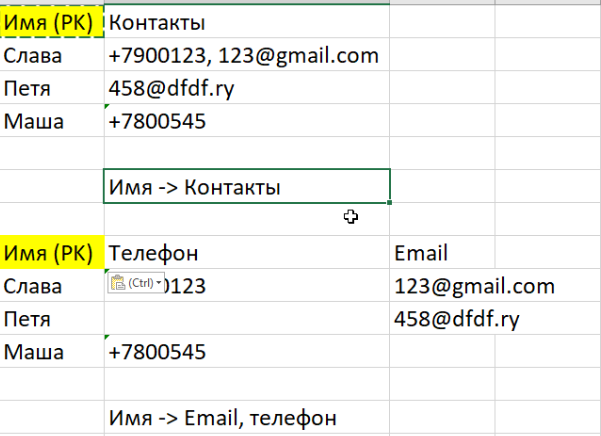 Имя (PK) Контакты
Слава +7900123, 123@gmail.com
Петя 458@dfdf.ry
Маша +7800545
Имя -> Контакты
Имя (PK) Телефон Email
Слава (Ctrl) 0123 123@gmail.com
Петя 458@dfdf.ry
Маша +7800545
Имя -> Email, телефон